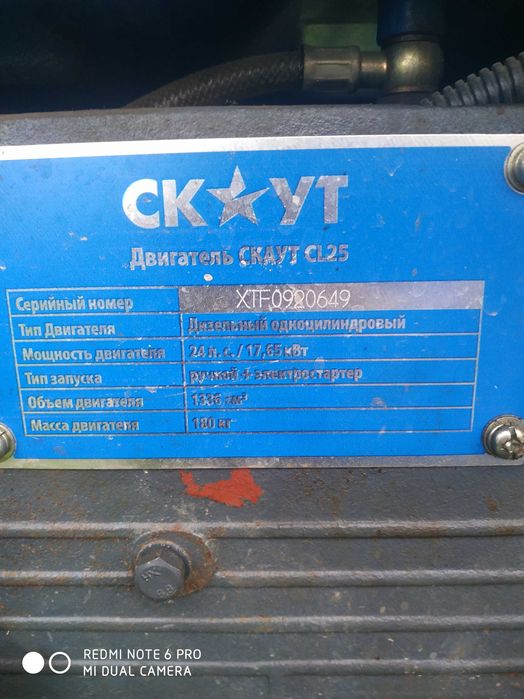 СКАУТ
Двигатель СКАУТ CL25
Серийный номер XTF0920649
Тип Двигателя Дизельный одноцилиндровый
Мощность двигателя 24 л. с. / 17,65 кВт
Тип запуска ручной + электростартер
Объем двигателя см³
Масса двигателя 180 кг
REDMI NOTE 6 PRO
MI DUAL CAMERA